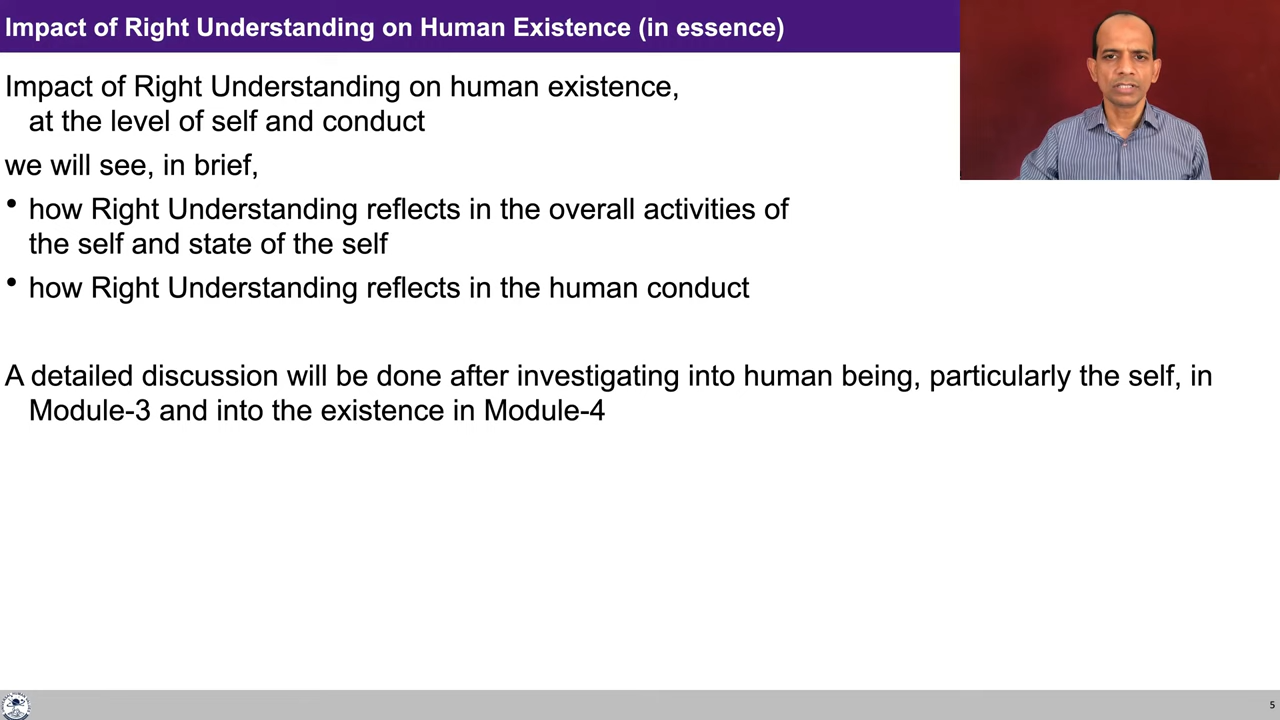 Impact of Right Understanding on Human Existence (in essence)
Impact of Right Understanding on human existence,
at the level of self and conduct
we will see, in brief,
• how Right Understanding reflects in the overall activities of
the self and state of the self
• how Right Understanding reflects in the human conduct
A detailed discussion will be done after investigating into human being, particularly the self, in
Module-3 and into the existence in Module-4
5